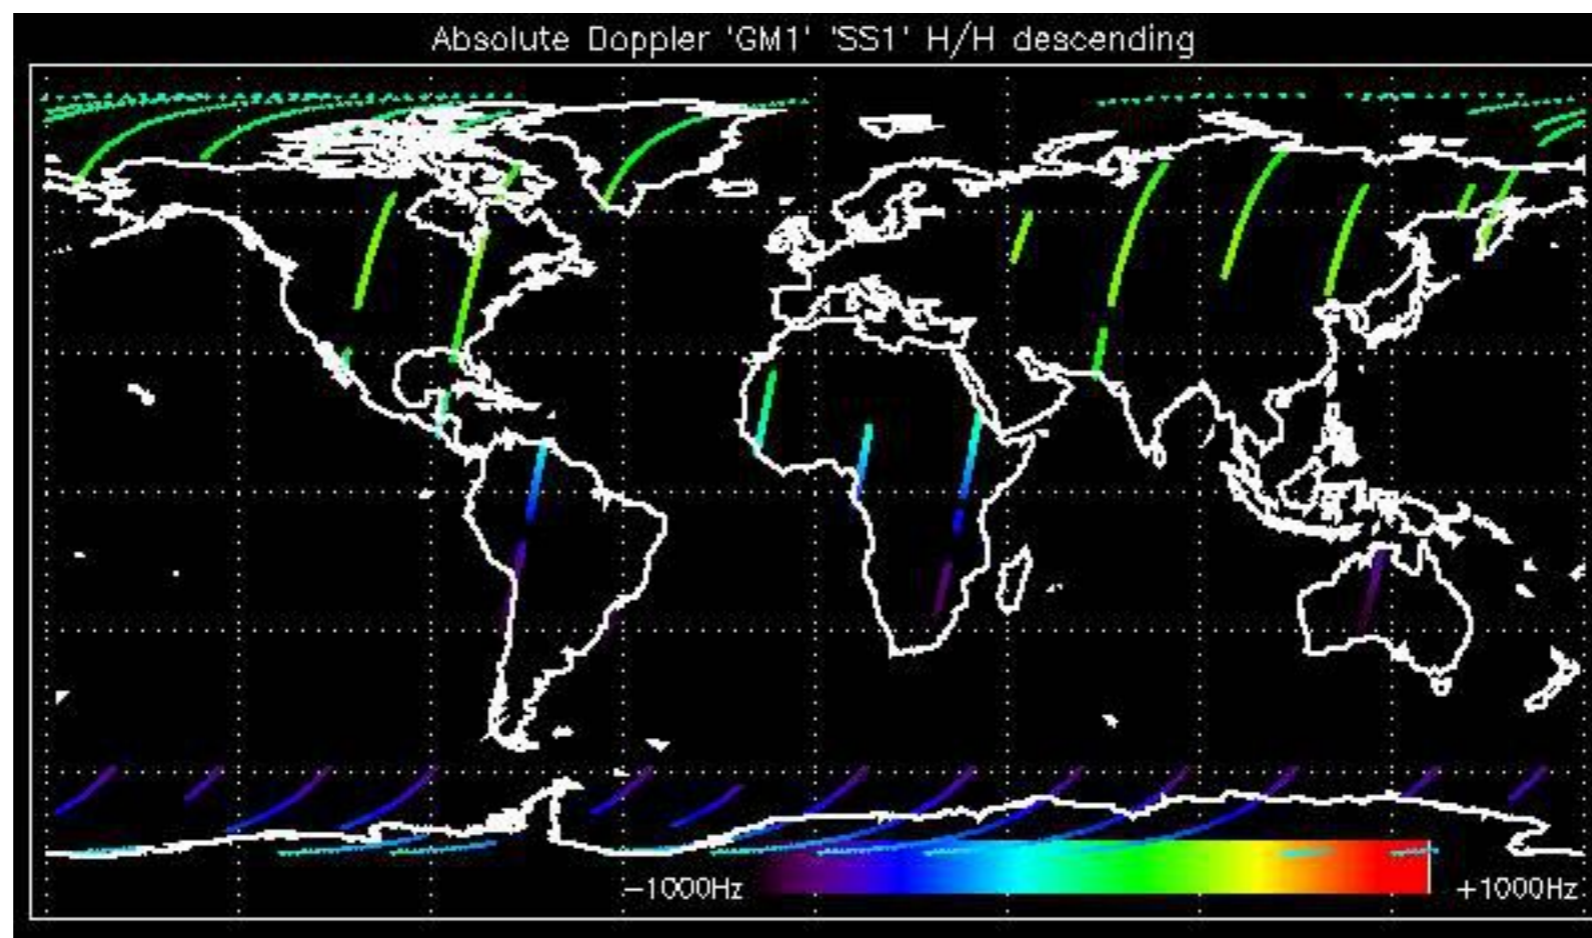 Absolute Doppler 'GM1' 'SS1' H/H descending
-1000Hz
+1000Hz